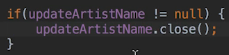 if(updateArtistName != null) {
    updateArtistName.close();
}